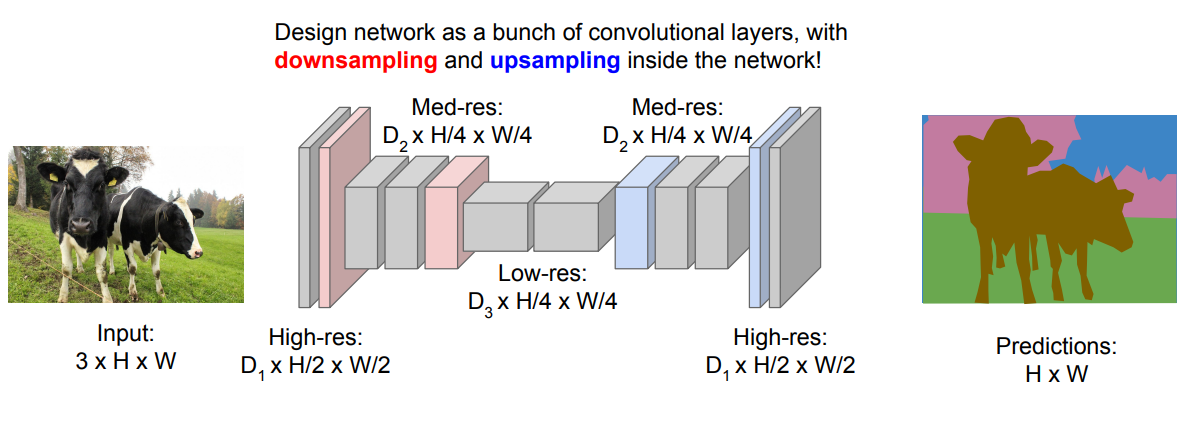 Design network as a bunch of convolutional layers, with
downsampling and upsampling inside the network!
Med-res:
D₂ x H/4 x W/4
Med-res:
D₂ x H/4 x W/4
Low-res:
D₃ x H/4 x W/4
Input:
3 x H x W
High-res:
D₁ x H/2 x W/2
High-res:
D₁ x H/2 x W/2
Predictions:
H x W